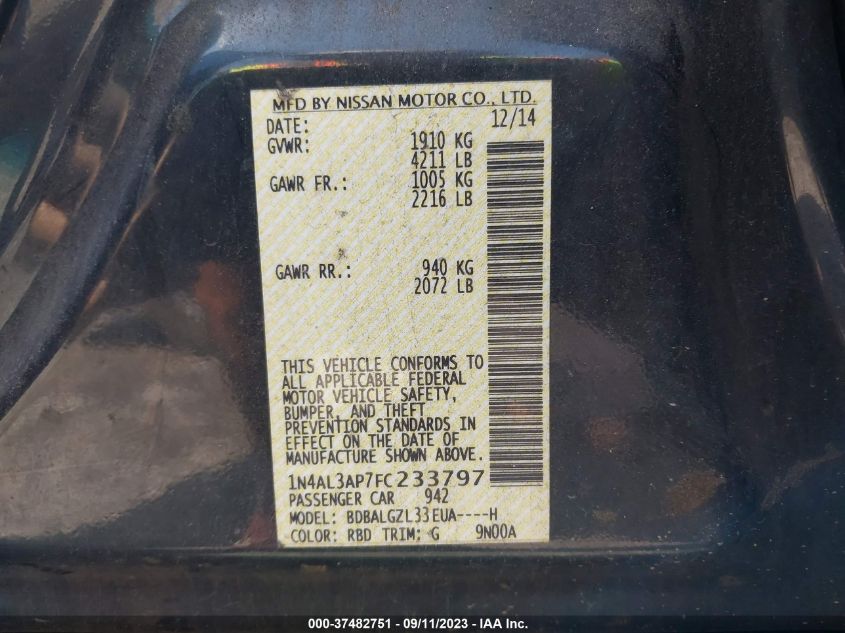 MFD BY NISSAN MOTOR CO., LTD.
DATE: 12/14
GVWR: 1910 KG
4211 LB
GAWR FR.: 1005 KG
2216 LB
GAWR RR.: 940 KG
2072 LB
THIS VEHICLE CONFORMS TO
ALL APPLICABLE FEDERAL
MOTOR VEHICLE SAFETY,
BUMPER, AND THEFT
PREVENTION STANDARDS IN
EFFECT ON THE DATE OF
MANUFACTURE SHOWN ABOVE.
1N4AL3AP7FC233797
PASSENGER CAR 942
MODEL: BDBALGZL33EUA----H
COLOR: RBD TRIM: G 9N00A
000-37482751 - 09/11/2023 - IAA Inc.